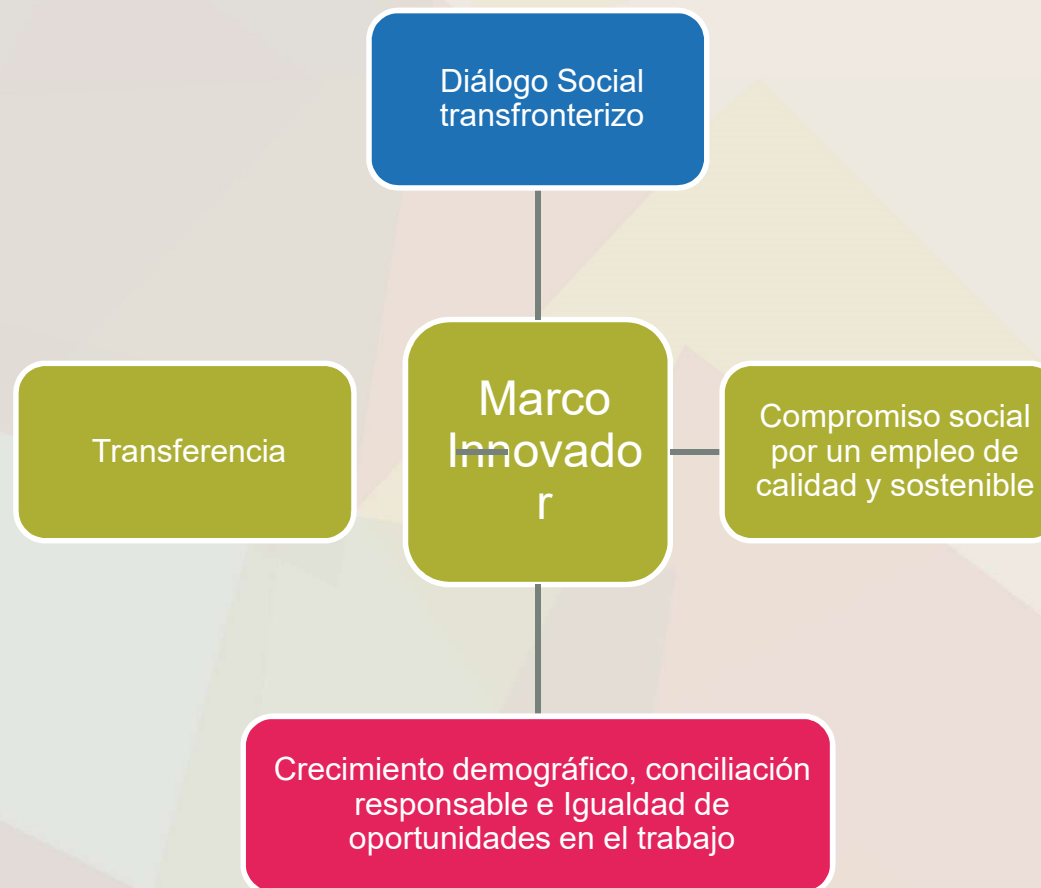 Diálogo Social
transfronterizo
Transferencia
Marco
Innovado
r
Compromiso social
por un empleo de
calidad y sostenible
Crecimiento demográfico, conciliación
responsable e Igualdad de
oportunidades en el trabajo